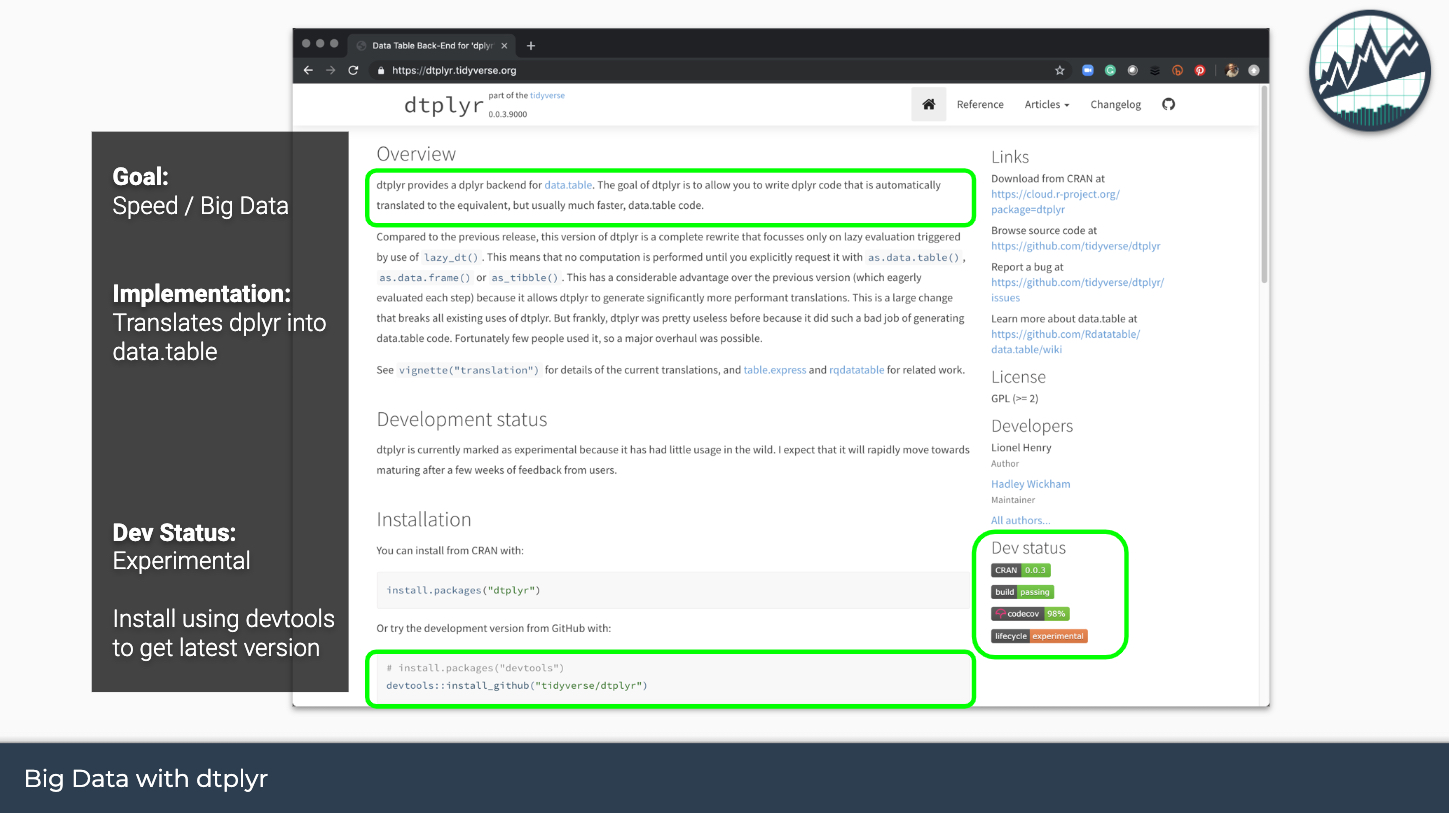 Data Table Back-End for 'dplyr
https://dtplyr.tidyverse.org
dtplyr part of the tidyverse
0.0.3.9000
Reference Articles Changelog
Goal:
Speed / Big Data
Implementation:
Translates dplyr into
data.table
Dev Status:
Experimental
Install using devtools
to get latest version
Overview
dtplyr provides a dplyr backend for data.table. The goal of dtplyr is to allow you to write dplyr code that is automatically
translated to the equivalent, but usually much faster, data.table code.
Compared to the previous release, this version of dtplyr is a complete rewrite that focusses only on lazy evaluation triggered
by use of lazy_dt(). This means that no computation is performed until you explicitly request it with as.data.table(),
as.data.frame() or as_tibble(). This has a considerable advantage over the previous version (which eagerly
evaluated each step) because it allows dtplyr to generate significantly more performant translations. This is a large change
that breaks all existing uses of dtplyr. But frankly, dtplyr was pretty useless before because it did such a bad job of generating
data.table code. Fortunately few people used it, so a major overhaul was possible.
See vignette("translation") for details of the current translations, and table.express and rqdatatable for related work.
Development status
dtplyr is currently marked as experimental because it has had little usage in the wild. I expect that it will rapidly move towards
maturing after a few weeks of feedback from users.
Installation
You can install from CRAN with:
install.packages("dtplyr")
Or try the development version from GitHub with:
# install.packages("devtools")
devtools::install_github("tidyverse/dtplyr")
Links
Download from CRAN at
https://cloud.r-project.org/
package=dtplyr
Browse source code at
https://github.com/tidyverse/dtplyr
Report a bug at
https://github.com/tidyverse/dtplyr/
issues
Learn more about data.table at
https://github.com/Rdatatable/
data.table/wiki
License
GPL (>= 2)
Developers
Lionel Henry
Author
Hadley Wickham
Maintainer
All authors...
Dev status
CRAN 0.0.3
build passing
codecov 98%
lifecycle experimental
Big Data with dtplyr